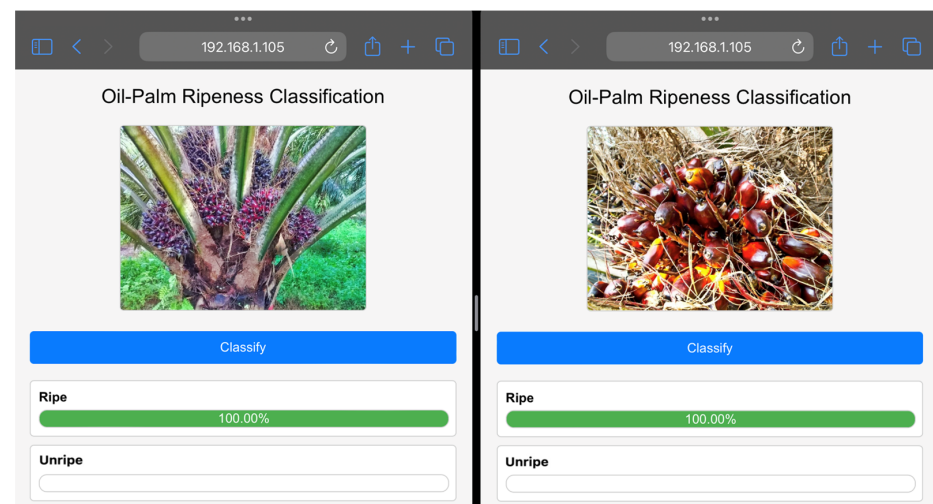 192.168.1.105
Oil-Palm Ripeness Classification
Classify
Ripe
100.00%
Unripe
192.168.1.105
Oil-Palm Ripeness Classification
Classify
Ripe
100.00%
Unripe